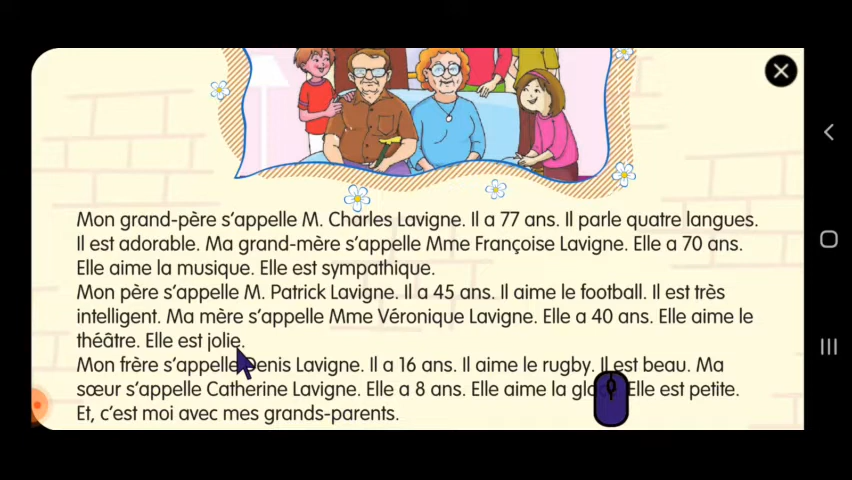 Mon grand-père s'appelle M. Charles Lavigne. Il a 77 ans. Il parle quatre langues.
Il est adorable. Ma grand-mère s'appelle Mme Françoise Lavigne. Elle a 70 ans.
Elle aime la musique. Elle est sympathique.
Mon père s'appelle M. Patrick Lavigne. Il a 45 ans. Il aime le football. Il est très
intelligent. Ma mère s'appelle Mme Véronique Lavigne. Elle a 40 ans. Elle aime le
théâtre. Elle est jolie.
Mon frère s'appelle Denis Lavigne. Il a 16 ans. Il aime le rugby. Il est beau. Ma
sœur s'appelle Catherine Lavigne. Elle a 8 ans. Elle aime la Elle est petite.
Et, c'est moi avec mes grands-parents.